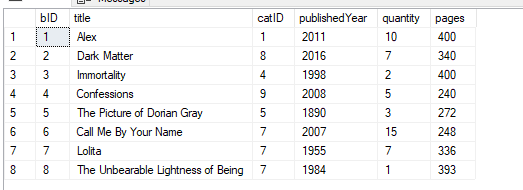 Messages
bID title catID publishedYear quantity pages
1 1 Alex 1 2011 10 400
2 2 Dark Matter 8 2016 7 340
3 3 Immortality 4 1998 2 400
4 4 Confessions 9 2008 5 240
5 5 The Picture of Dorian Gray 5 1890 3 272
6 6 Call Me By Your Name 7 2007 15 248
7 7 Lolita 7 1955 7 336
8 8 The Unbearable Lightness of Being 7 1984 1 393